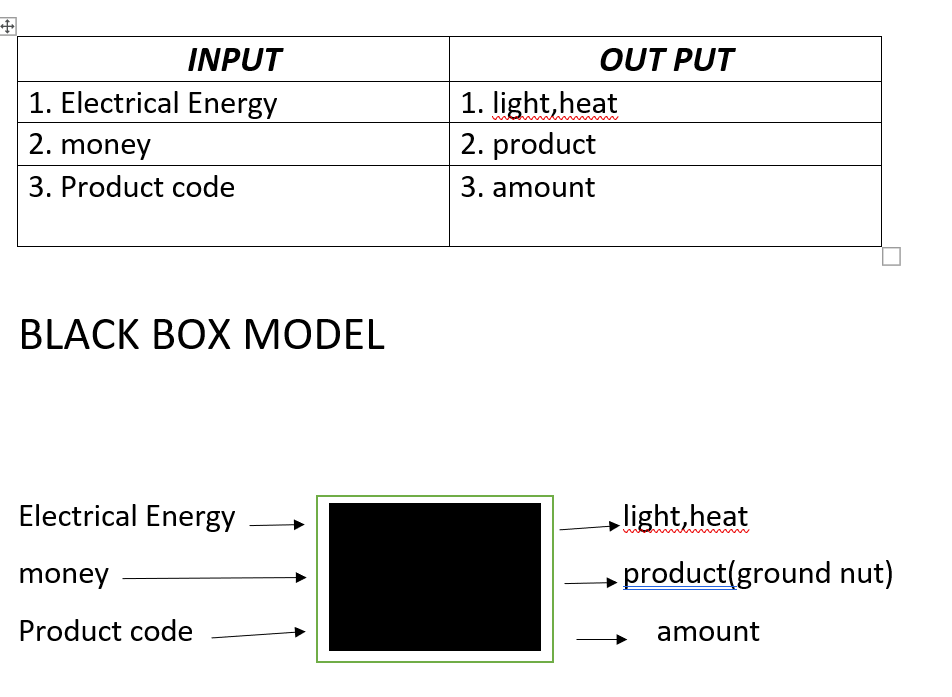 INPUT OUT PUT
1. Electrical Energy 1. light,heat
2. money 2. product
3. Product code 3. amount
BLACK BOX MODEL
Electrical Energy light,heat
money product(ground nut)
Product code amount